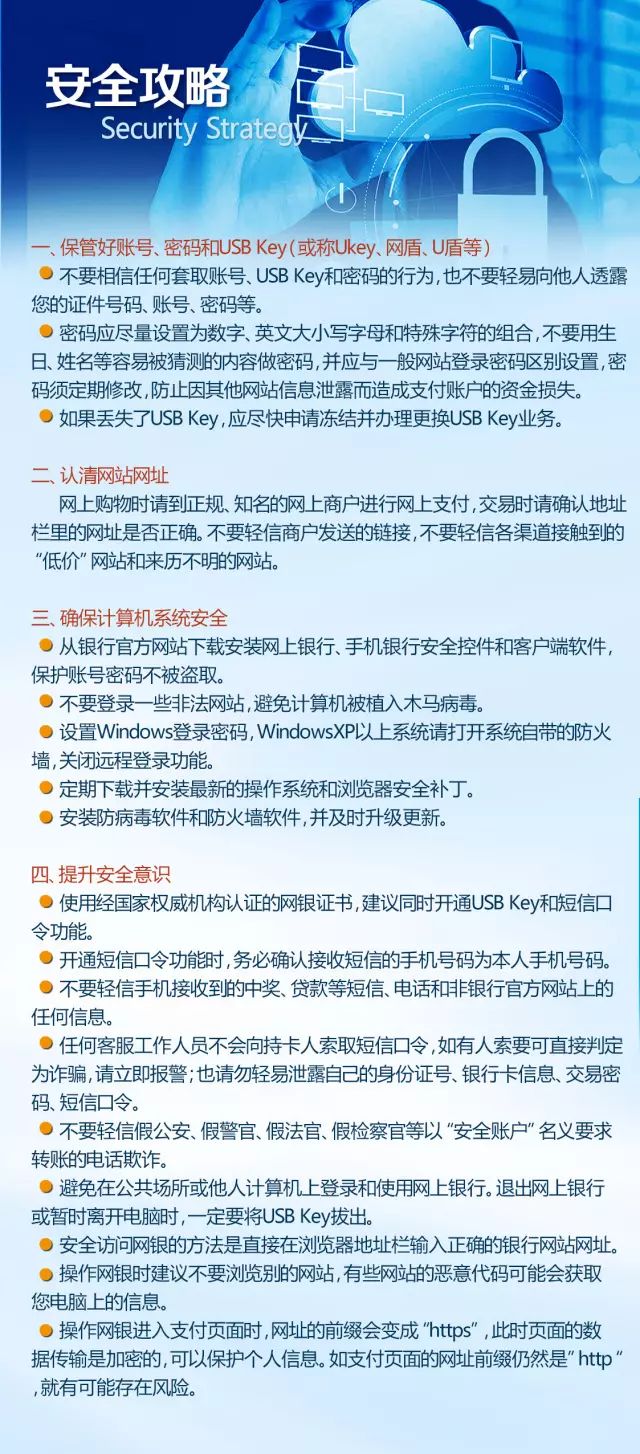 安全攻略
Security Strategy
一、保管好账号、密码和USB Key(或称Ukey、网盾、U盾等)
不要相信任何套取账号、USB Key和密码的行为,也不要轻易向他人透露
您的证件号码、账号、密码等。
密码应尽量设置为数字、英文大小写字母和特殊字符的组合,不要用生
日、姓名等容易被猜测的内容做密码,并应与一般网站登录密码区别设置,密
码须定期修改,防止因其他网站信息泄露而造成支付账户的资金损失。
如果丢失了USB Key,应尽快申请冻结并办理更换USB Key业务。
二、认清网站网址
网上购物时请到正规、知名的网上商户进行网上支付,交易时请确认地址
栏里的网址是否正确。不要轻信商户发送的链接,不要轻信各渠道接触到的
“低价”网站和来历不明的网站。
三、确保计算机系统安全
从银行官方网站下载安装网上银行、手机银行安全控件和客户端软件,
保护账号密码不被盗取。
不要登录一些非法网站,避免计算机被植入木马病毒。
设置Windows登录密码,WindowsXP以上系统请打开系统自带的防火
墙,关闭远程登录功能。
定期下载并安装最新的操作系统和浏览器安全补丁。
安装防病毒软件和防火墙软件,并及时升级更新。
四、提升安全意识
使用经国家权威机构认证的网银证书,建议同时开通USB Key和短信口
令功能。
开通短信口令功能时,务必确认接收短信的手机号码为本人手机号码。
不要轻信手机接收到的中奖、贷款等短信、电话和非银行官方网站上的
任何信息。
任何客服工作人员不会向持卡人索取短信口令,如有人索要可直接判定
为诈骗,请立即报警;也请勿轻易泄露自己的身份证号、银行卡信息、交易密
码、短信口令。
不要轻信假公安、假警官、假法官、假检察官等以“安全账户”名义要求
转账的电话欺诈。
避免在公共场所或他人计算机上登录和使用网上银行。退出网上银行
或暂时离开电脑时,一定要将USB Key拔出。
安全访问网银的方法是直接在浏览器地址栏输入正确的银行网站网址。
操作网银时建议不要浏览别的网站,有些网站的恶意代码可能会获取
您电脑上的信息。
操作网银进入支付页面时,网址的前缀会变成“https”,此时页面的数
据传输是加密的,可以保护个人信息。如支付页面的网址前缀仍然是”http“
,就有可能存在风险。